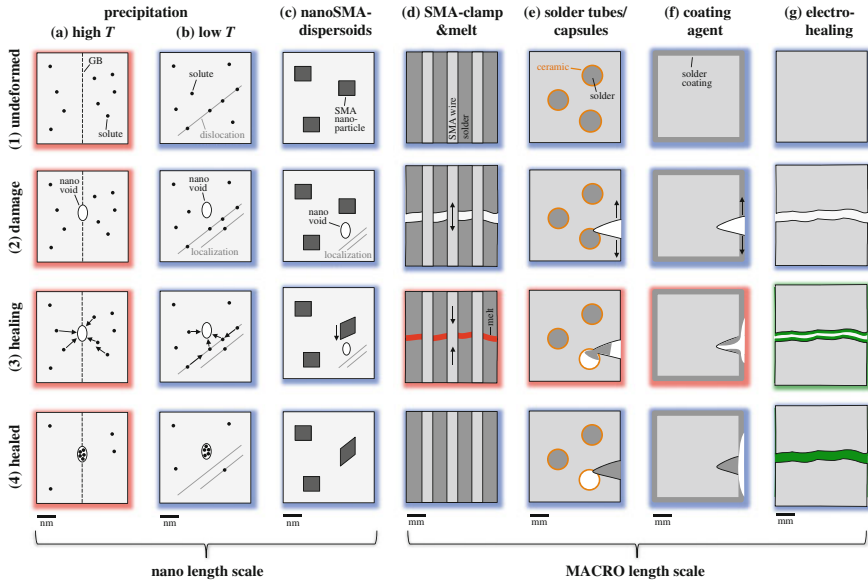 precipitation
(a) high T
(b) low T
(c) nanoSMA-
dispersoids
(d) SMA-clamp
&melt
(e) solder tubes/
capsules
(f) coating
agent
(g) electro-
healing
(1) undeformed
GB
solute
solute
dislocation
SMA
nano-
particle
SMA wire
solder
ceramic
solder
solder
coating
(2) damage
nano
void
nano
void
localization
nano
void
localization
(3) healing
melt
(4) healed
nm
nm
nm
mm
mm
mm
mm
nano length scale
MACRO length scale